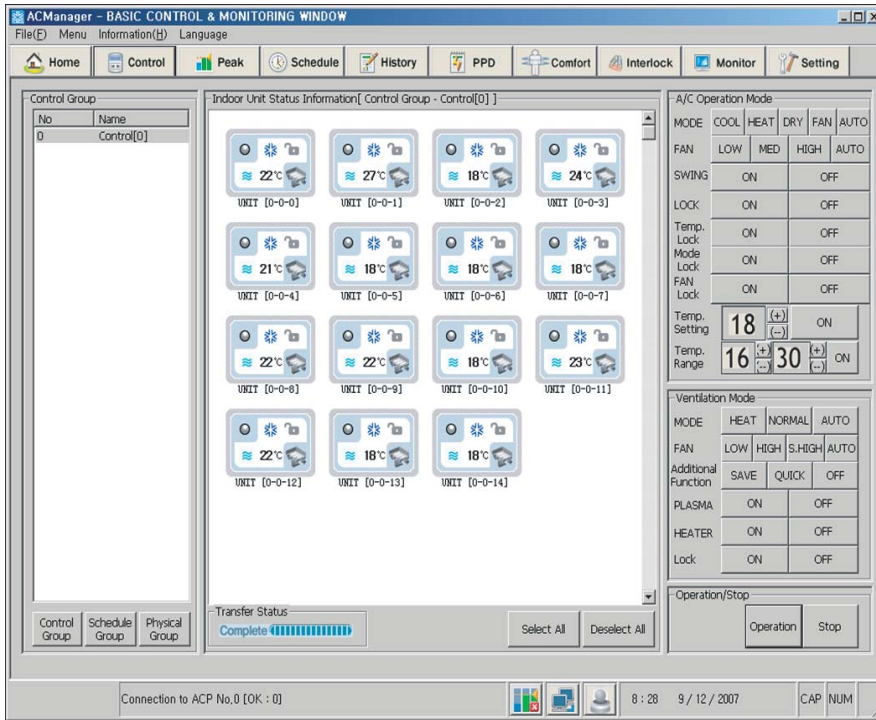 ACManager - BASIC CONTROL & MONITORING WINDOW
File(F) Menu Information(H) Language
Home Control Peak Schedule History PPD Comfort Interlock Monitor Setting
Control Group
No Name
0 Control[0]
Control Group
Schedule Group
Physical Group
Indoor Unit Status Information[ Control Group - Control[0] ]
22℃ 27℃ 18℃ 24℃
UNIT [0-0-0] UNIT [0-0-1] UNIT [0-0-2] UNIT [0-0-3]
21℃ 18℃ 18℃ 18℃
UNIT [0-0-4] UNIT [0-0-5] UNIT [0-0-6] UNIT [0-0-7]
22℃ 22℃ 18℃ 23℃
UNIT [0-0-8] UNIT [0-0-9] UNIT [0-0-10] UNIT [0-0-11]
22℃ 18℃ 18℃
UNIT [0-0-12] UNIT [0-0-13] UNIT [0-0-14]
Transfer Status
Complete
Select All Deselect All
A/C Operation Mode
MODE COOL HEAT DRY FAN AUTO
FAN LOW MED HIGH AUTO
SWING ON OFF
LOCK ON OFF
Temp. Lock ON OFF
Mode Lock ON OFF
FAN Lock ON OFF
Temp. Setting 18 (+) (--) ON
Temp. Range 16 (+) (--) 30 (+) (--) ON
Ventilation Mode
MODE HEAT NORMAL AUTO
FAN LOW HIGH S.HIGH AUTO
Additional Function SAVE QUICK OFF
PLASMA ON OFF
HEATER ON OFF
Lock ON OFF
Operation/Stop
Operation Stop
Connection to ACP No.0 [OK : 0] 8 : 28 9 / 12 / 2007 CAP NUM